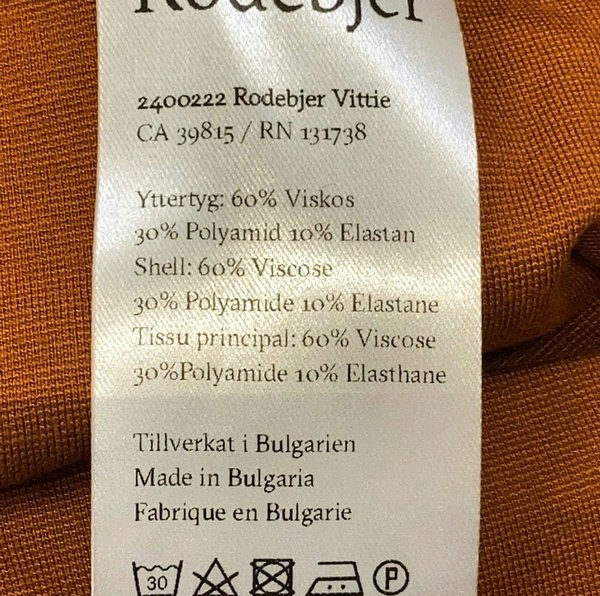 Rodebjer
2400222 Rodebjer Vittie
CA 39815 / RN 131738
Yttertyg: 60% Viskos
30% Polyamid 10% Elastan
Shell: 60% Viscose
30% Polyamide 10% Elastane
Tissu principal: 60% Viscose
30%Polyamide 10% Elasthane
Tillverkat i Bulgarien
Made in Bulgaria
Fabrique en Bulgarie
30 P